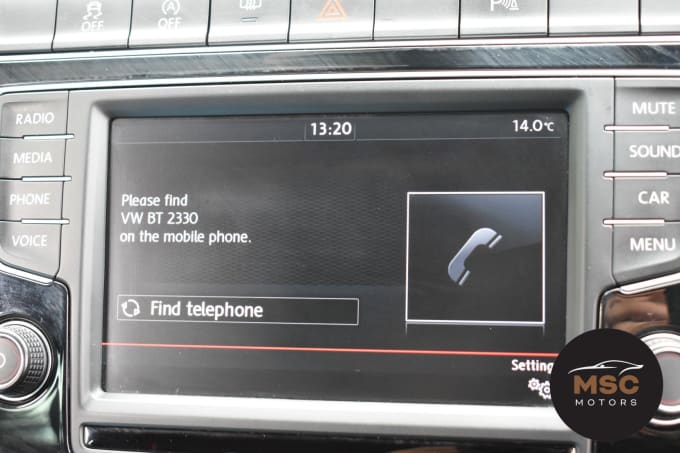 OFF
OFF
P
RADIO
MEDIA
PHONE
VOICE
MUTE
SOUND
CAR
MENU
13:20
14.0°C
Please find
VW BT 2330
on the mobile phone.
Find telephone
Setting
MSC
MOTORS